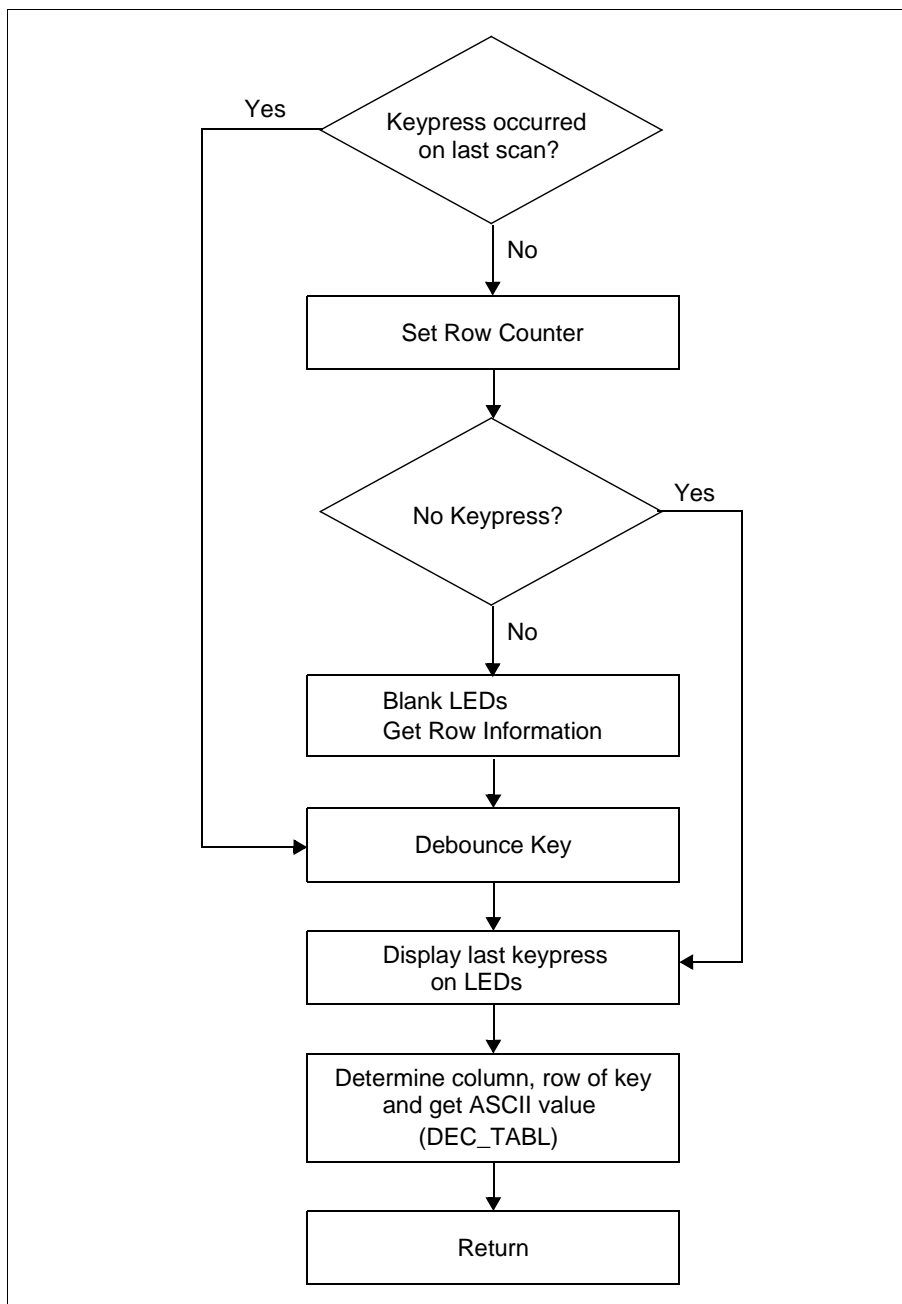 Yes
Keypress occurred
on last scan?
No
Set Row Counter
No Keypress?
Yes
No
Blank LEDs
Get Row Information
Debounce Key
Display last keypress
on LEDs
Determine column, row of key
and get ASCII value
(DEC_TABL)
Return